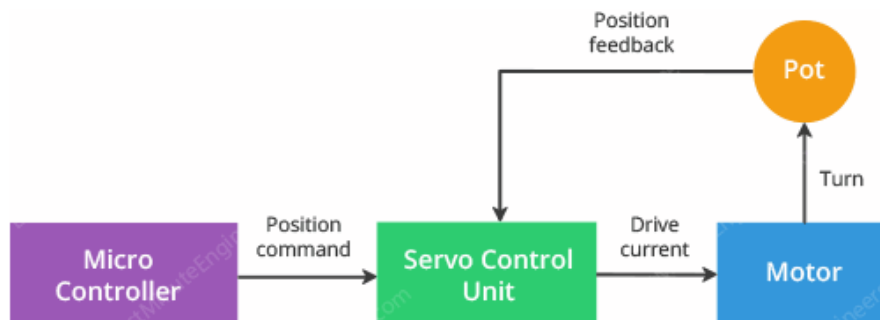 Position
feedback
Pot
Turn
Position
command
Drive
current
Micro
Controller
Servo Control
Unit
Motor